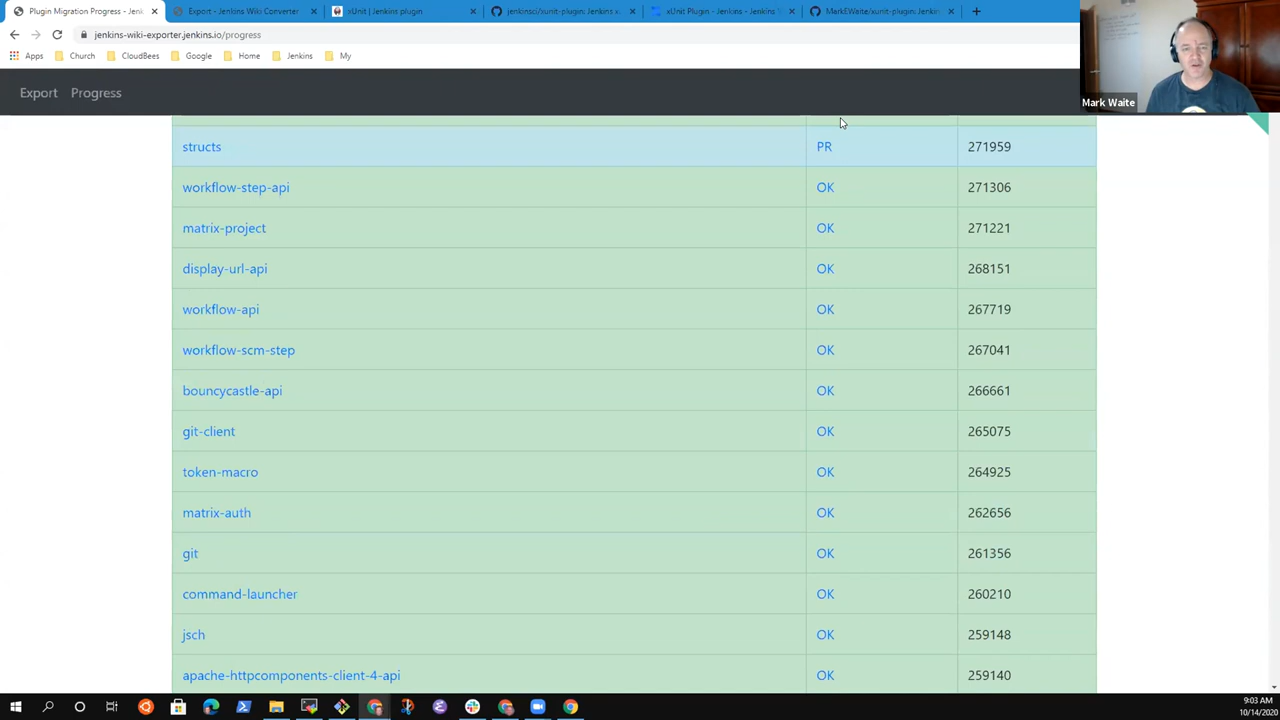 Plugin Migration Progress - Jen
Export - Jenkins Wiki Converter
xUnit | Jenkins plugin
jenkinsci/xunit-plugin: Jenkins x
xUnit Plugin - Jenkins - Jenkins
MarkEWaite/xunit-plugin: Jenkin
jenkins-wiki-exporter.jenkins.io/progress
Apps
Church
CloudBees
Google
Home
Jenkins
My
Mark Waite
Export
Progress
structs PR 271959
workflow-step-api OK 271306
matrix-project OK 271221
display-url-api OK 268151
workflow-api OK 267719
workflow-scm-step OK 267041
bouncycastle-api OK 266661
git-client OK 265075
token-macro OK 264925
matrix-auth OK 262656
git OK 261356
command-launcher OK 260210
jsch OK 259148
apache-httpcomponents-client-4-api OK 259140
9:03 AM
10/14/2020